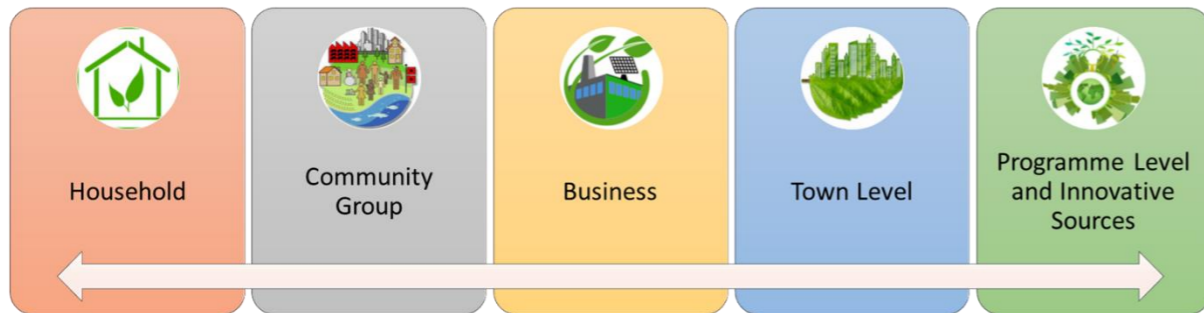 Household
Community
Group
Business
Town Level
Programme Level
and Innovative
Sources